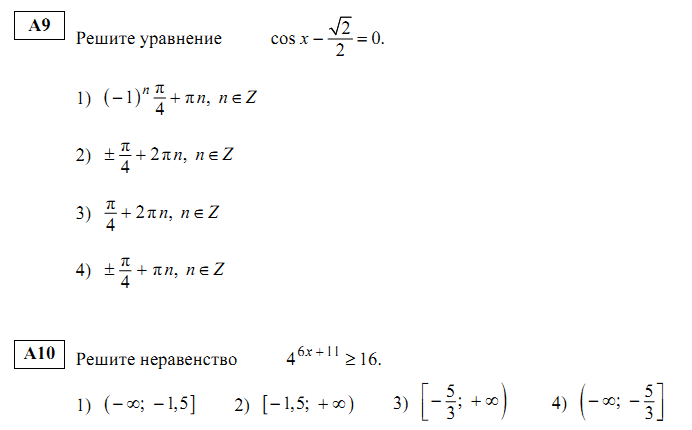 A9 Решите уравнение cos x − √2/2 = 0.
1) (−1)ⁿ π/4 + πn, n ∈ Z
2) ± π/4 + 2πn, n ∈ Z
3) π/4 + 2πn, n ∈ Z
4) ± π/4 + πn, n ∈ Z
A10 Решите неравенство 4^(6x + 11) ≥ 16.
1) (−∞; −1,5] 2) [−1,5; +∞) 3) [−5/3; +∞) 4) (−∞; −5/3]